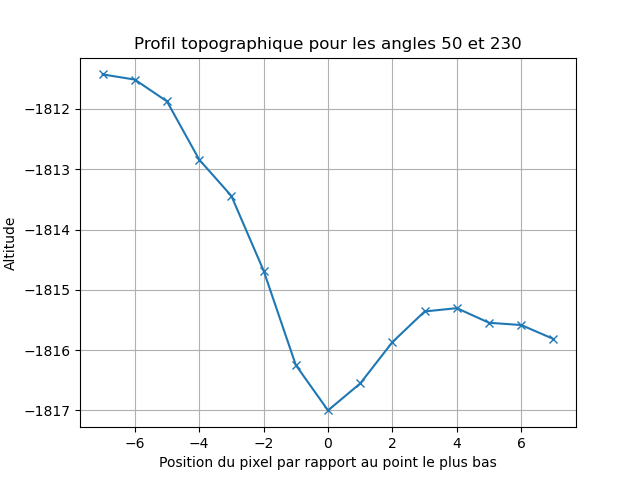 Profil topographique pour les angles 50 et 230
Altitude
−1812
−1813
−1814
−1815
−1816
−1817
−6 −4 −2 0 2 4 6
Position du pixel par rapport au point le plus bas